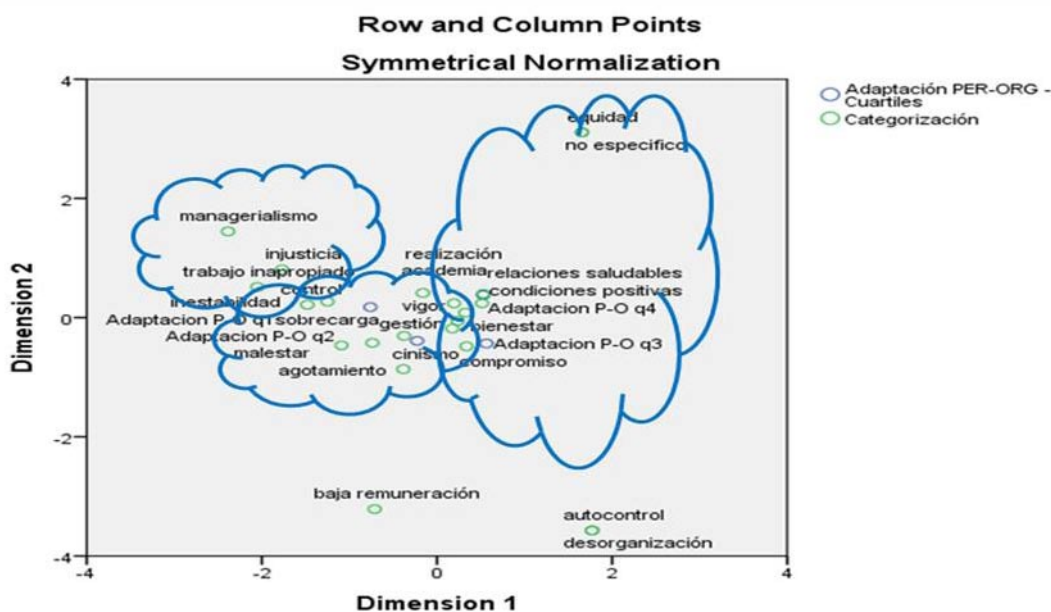 Row and Column Points
Symmetrical Normalization
Adaptación PER-ORG -
Cuartiles
Categorización
4
equidad
no especifico
2
managerialismo
injusticia
realización
trabajo inapropiado
academia
relaciones saludables
control
condiciones positivas
inestabilidad
vigor
Adaptacion P-O q4
0
Adaptacion P-O q1
sobrecarga
gestión
bienestar
Adaptacion P-O q2
Adaptacion P-O q3
malestar
cinismo
compromiso
agotamiento
Dimension 2
-2
baja remuneración
autocontrol
desorganización
-4
-4
-2
0
2
4
Dimension 1